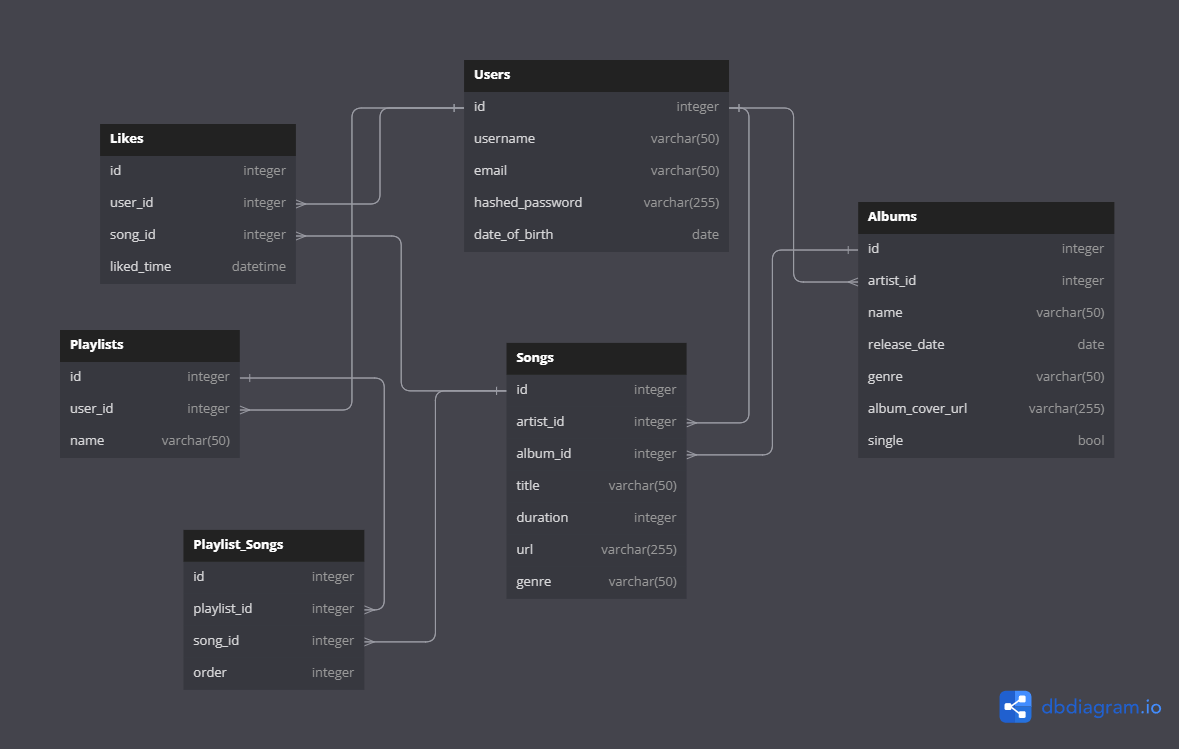 Users
id integer
username varchar(50)
email varchar(50)
hashed_password varchar(255)
date_of_birth date
Likes
id integer
user_id integer
song_id integer
liked_time datetime
Albums
id integer
artist_id integer
name varchar(50)
release_date date
genre varchar(50)
album_cover_url varchar(255)
single bool
Playlists
id integer
user_id integer
name varchar(50)
Songs
id integer
artist_id integer
album_id integer
title varchar(50)
duration integer
url varchar(255)
genre varchar(50)
Playlist_Songs
id integer
playlist_id integer
song_id integer
order integer
dbdiagram.io